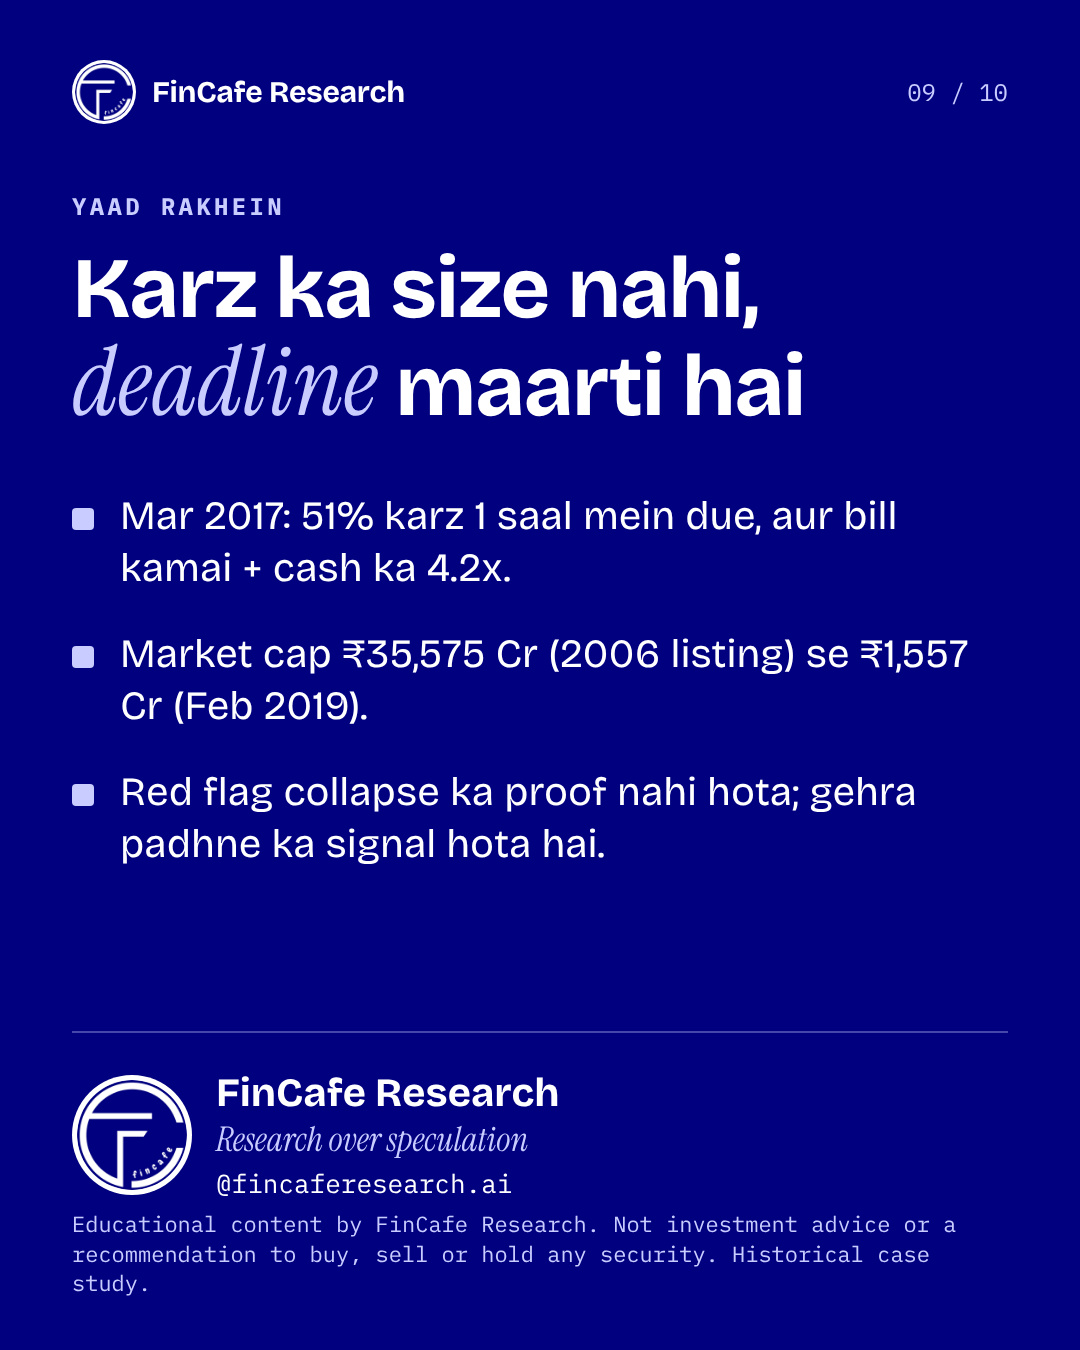 FinCafe Research
09 / 10
YAAD RAKHEIN
Karz ka size nahi,
deadline maarti hai
Mar 2017: 51% karz 1 saal mein due, aur bill
kamai + cash ka 4.2x.
Market cap ₹35,575 Cr (2006 listing) se ₹1,557
Cr (Feb 2019).
Red flag collapse ka proof nahi hota; gehra
padhne ka signal hota hai.
fincafe
FinCafe Research
Research over speculation
@fincaferesearch.ai
Educational content by FinCafe Research. Not investment advice or a
recommendation to buy, sell or hold any security. Historical case
study.